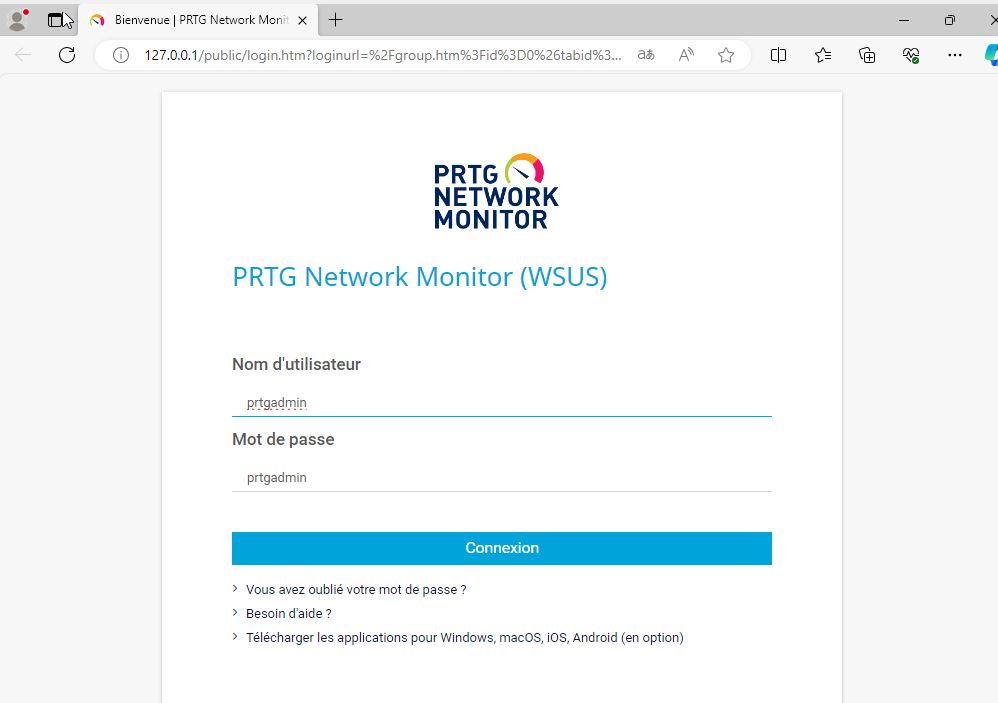 Bienvenue | PRTG Network Monit
127.0.0.1/public/login.htm?loginurl=%2Fgroup.htm%3Fid%3D0%26tabid%3...
PRTG
NETWORK
MONITOR
PRTG Network Monitor (WSUS)
Nom d'utilisateur
prtgadmin
Mot de passe
prtgadmin
Connexion
Vous avez oublié votre mot de passe ?
Besoin d'aide ?
Télécharger les applications pour Windows, macOS, iOS, Android (en option)